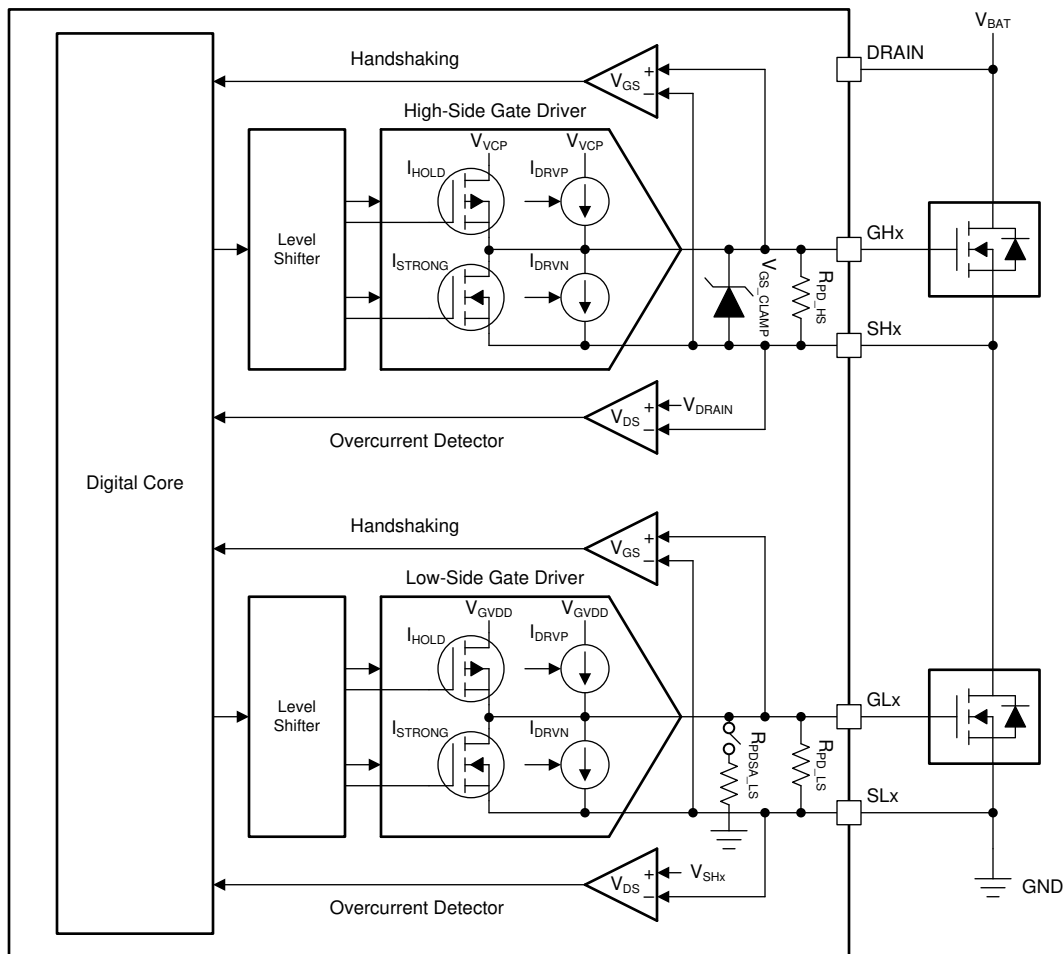 V_BAT
DRAIN
Handshaking
V_GS
+
−
High-Side Gate Driver
V_VCP
V_VCP
I_HOLD
I_DRVP
Level
Shifter
I_STRONG
I_DRVN
V_GS_CLAMP
R_PD_HS
GHx
SHx
V_DS
+
−
V_DRAIN
Overcurrent Detector
Digital Core
Handshaking
V_GS
+
−
Low-Side Gate Driver
V_GVDD
V_GVDD
I_HOLD
I_DRVP
Level
Shifter
I_STRONG
I_DRVN
R_PDSA_LS
R_PD_LS
GLx
SLx
V_DS
+
−
V_SHx
Overcurrent Detector
GND